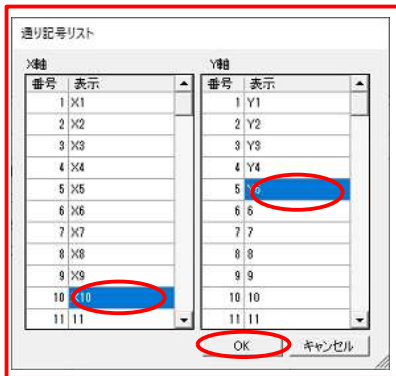 通り記号リスト
X軸 Y軸
番号 表示 番号 表示
1 X1 1 Y1
2 X2 2 Y2
3 X3 3 Y3
4 X4 4 Y4
5 X5 5 Y5
6 X6 6 6
7 X7 7 7
8 X8 8 8
9 X9 9 9
10 X10 10 10
11 11 11 11
OK キャンセル